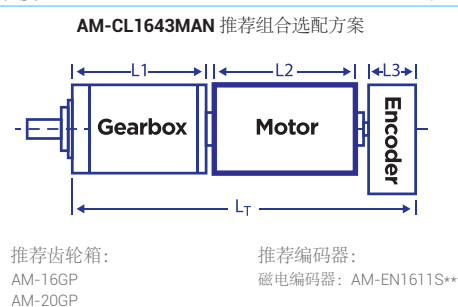 AM-CL1643MAN 推荐组合选配方案
L1 L2 L3
Gearbox Motor Encoder
LT
推荐齿轮箱： 推荐编码器：
AM-16GP 磁电编码器：AM-EN1611S**
AM-20GP